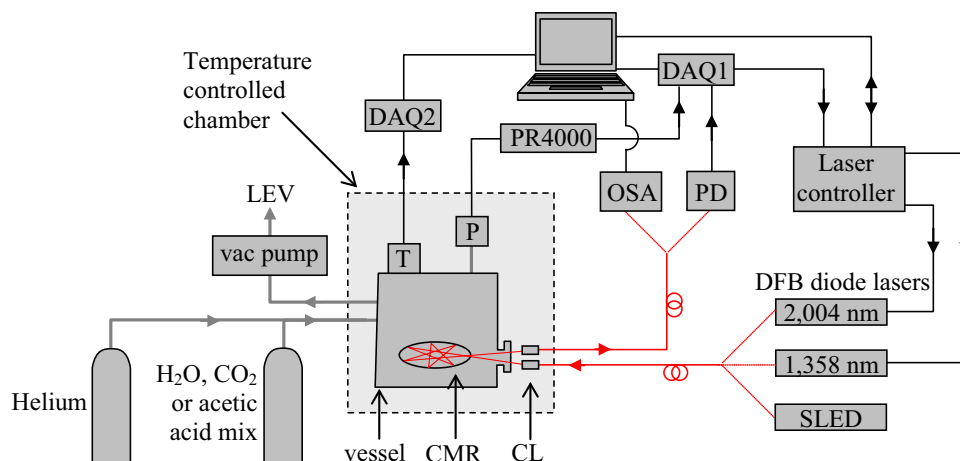 Temperature
controlled
chamber
DAQ2
DAQ1
PR4000
Laser
controller
OSA
PD
LEV
vac pump
P
T
DFB diode lasers
2,004 nm
1,358 nm
SLED
Helium
H₂O, CO₂
or acetic
acid mix
vessel
CMR
CL